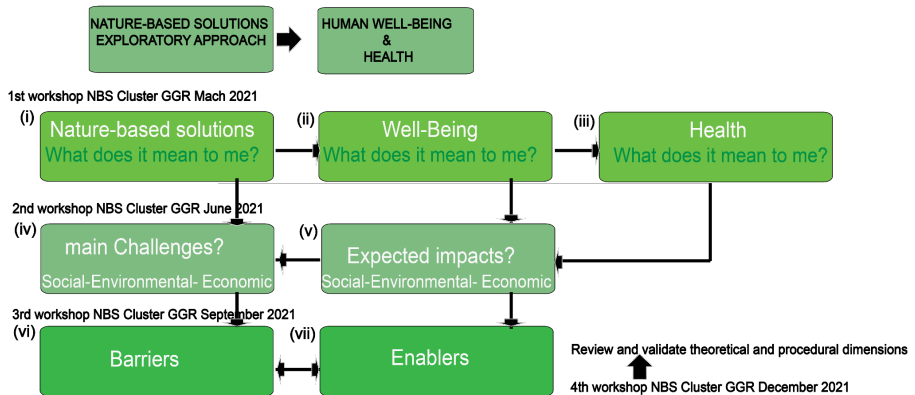 NATURE-BASED SOLUTIONS
EXPLORATORY APPROACH
HUMAN WELL-BEING
&
HEALTH
1st workshop NBS Cluster GGR Mach 2021
(i)
Nature-based solutions
What does it mean to me?
(ii)
Well-Being
What does it mean to me?
(iii)
Health
What does it mean to me?
2nd workshop NBS Cluster GGR June 2021
(iv)
main Challenges?
Social-Environmental- Economic
(v)
Expected impacts?
Social-Environmental- Economic
3rd workshop NBS Cluster GGR September 2021
(vi)
Barriers
(vii)
Enablers
Review and validate theoretical and procedural dimensions
4th workshop NBS Cluster GGR December 2021